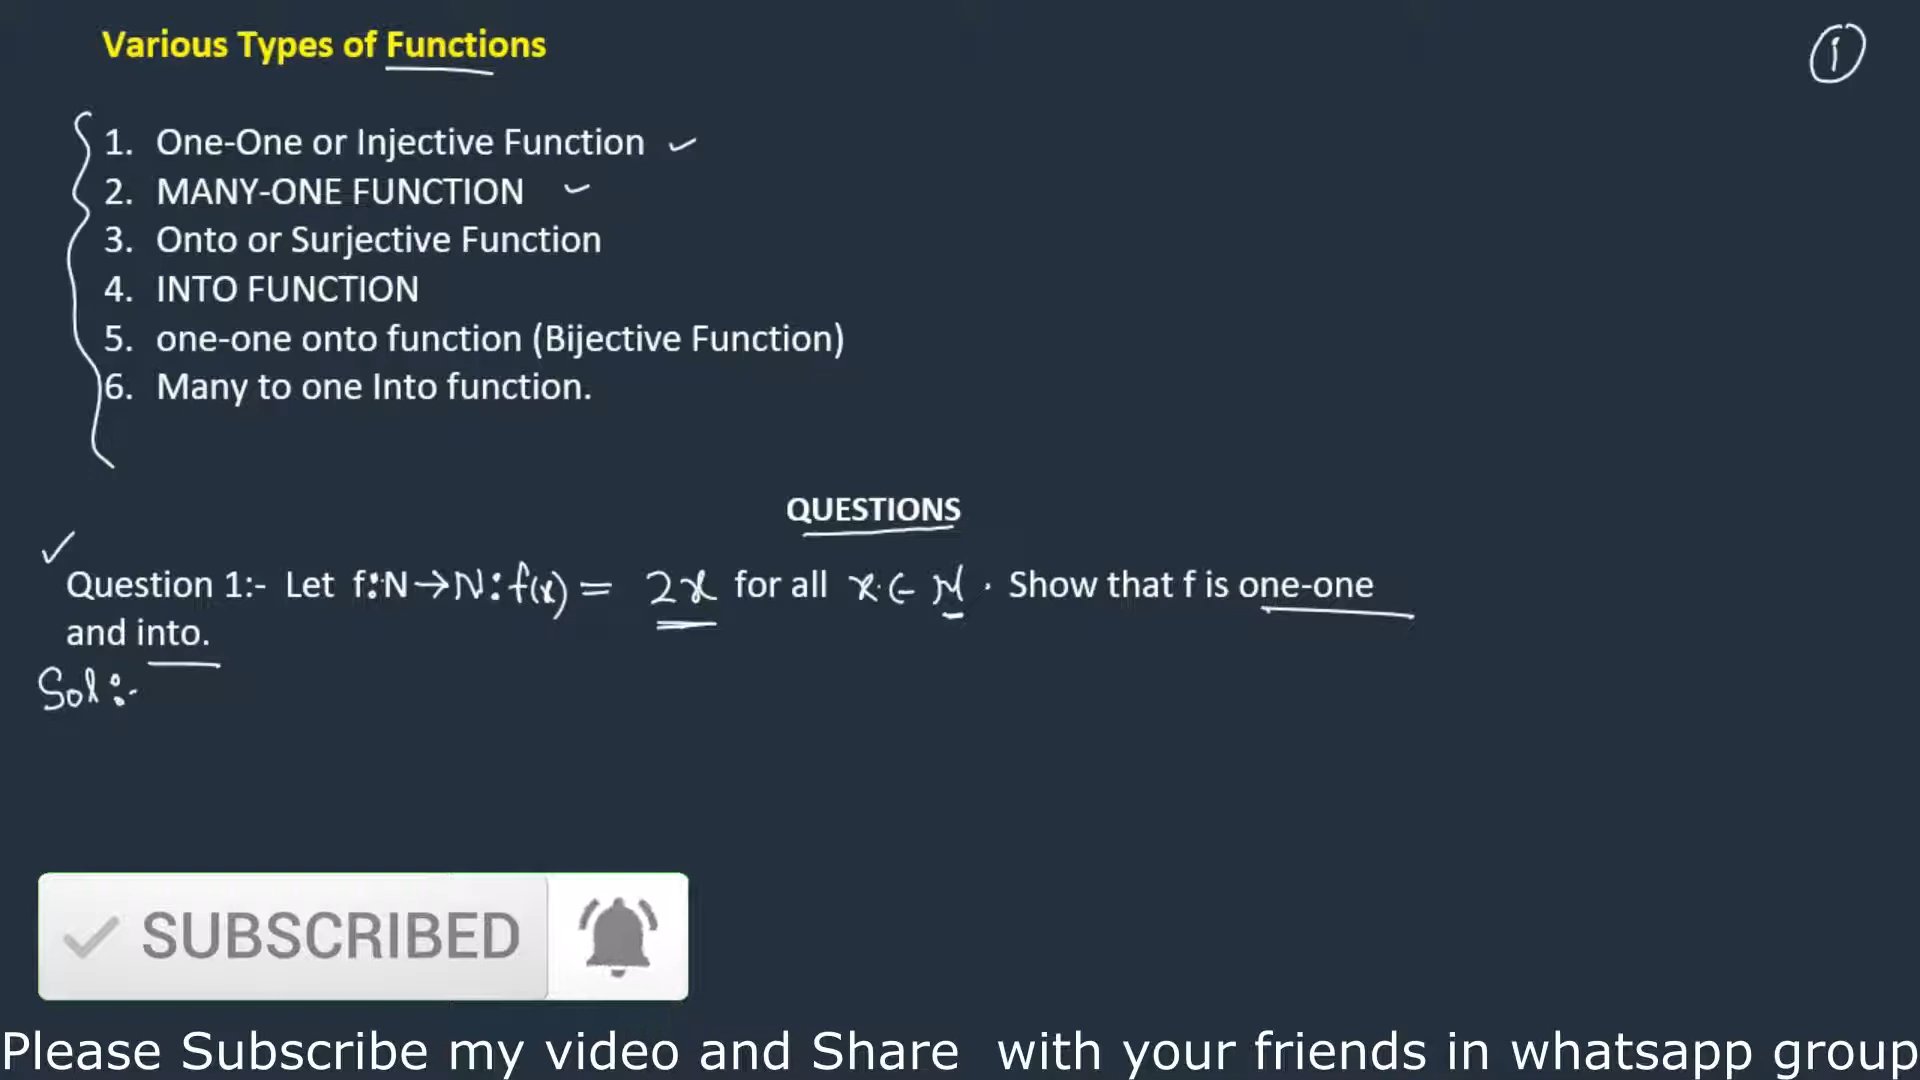 Various Types of Functions
1
1. One-One or Injective Function
2. MANY-ONE FUNCTION
3. Onto or Surjective Function
4. INTO FUNCTION
5. one-one onto function (Bijective Function)
6. Many to one Into function.
QUESTIONS
Question 1:- Let f:N→N:f(x) = 2x for all x ∈ N. Show that f is one-one
and into.
Sol:-
SUBSCRIBED
Please Subscribe my video and Share with your friends in whatsapp group